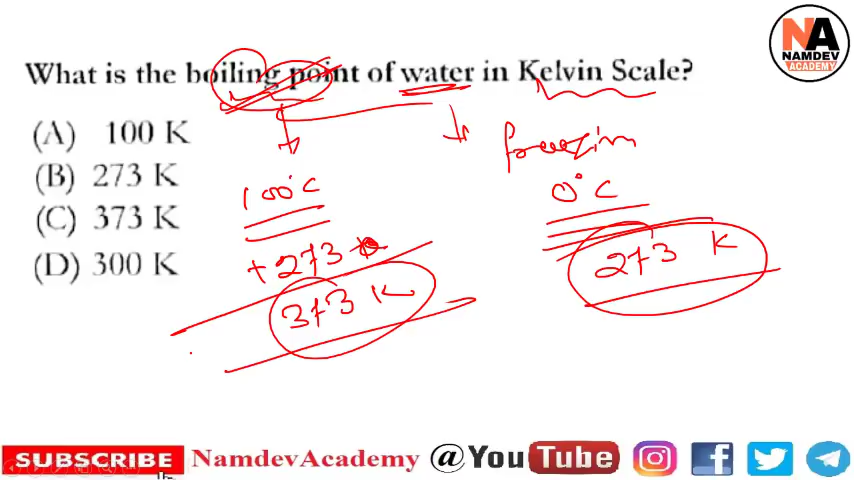 NA
NAMDEV
ACADEMY
What is the boiling point of water in Kelvin Scale?
(A) 100 K
(B) 273 K
(C) 373 K
(D) 300 K
100°C
+273
373 K
0°C
273 K
SUBSCRIBE NamdevAcademy @YouTube